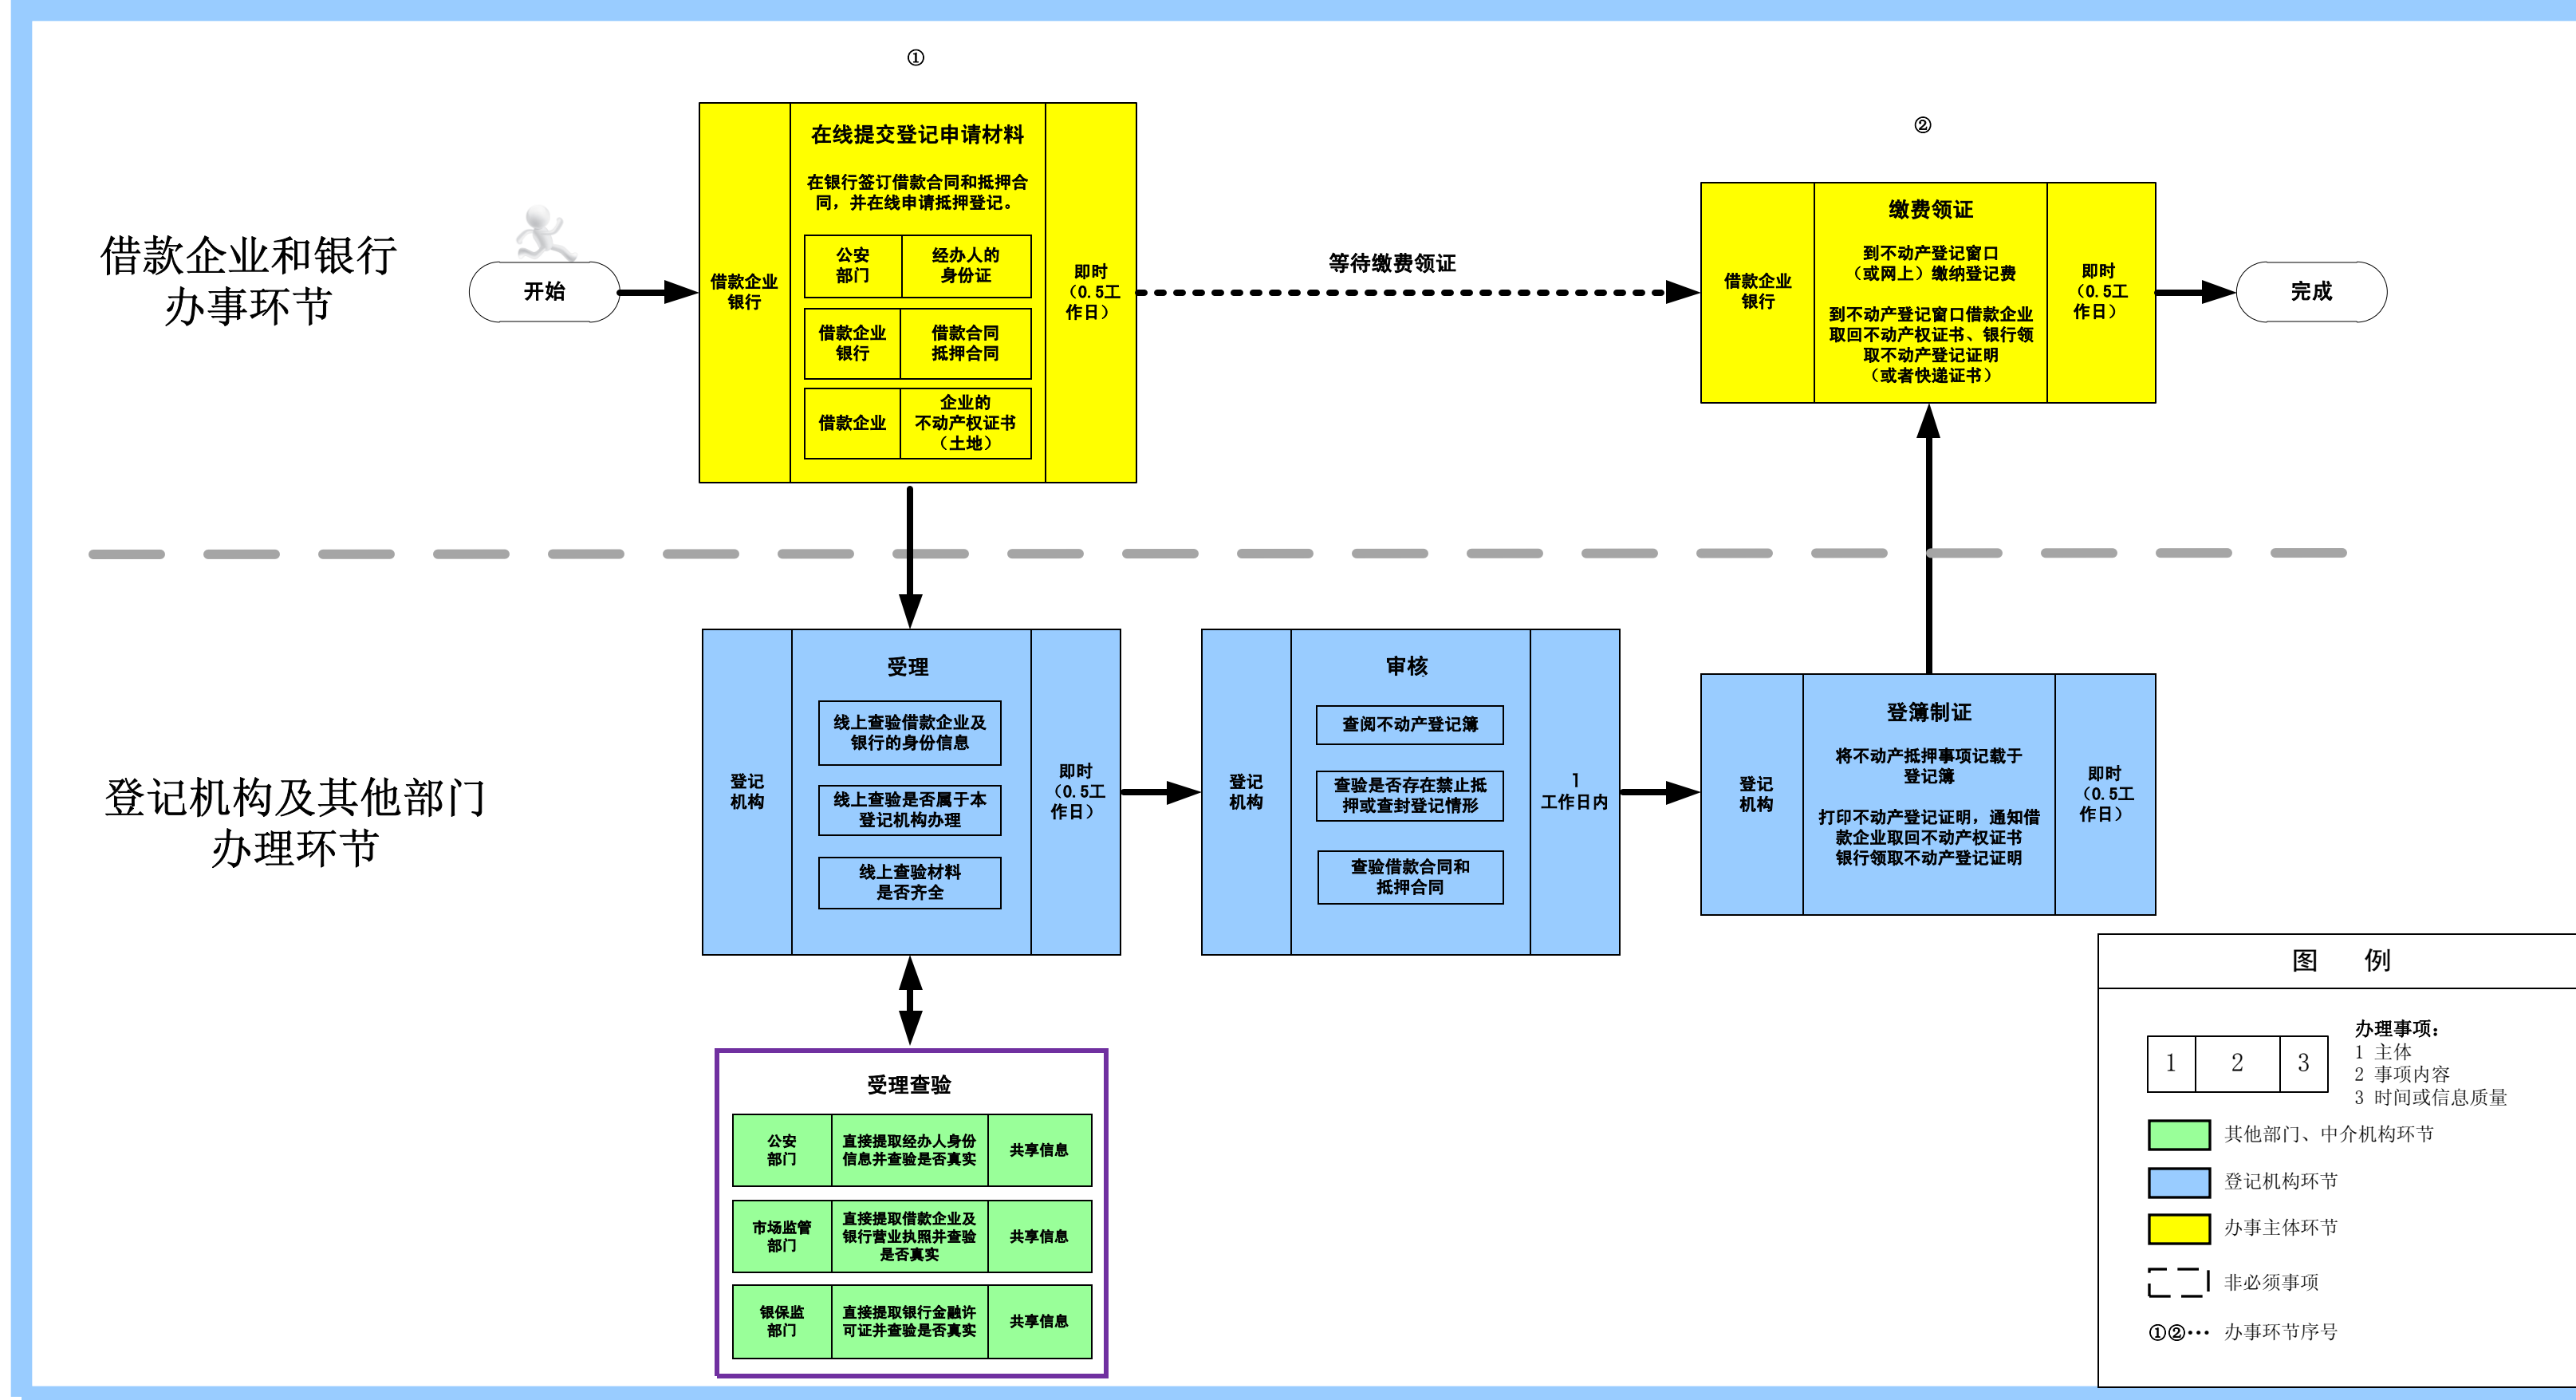 ①
在线提交登记申请材料
在银行签订借款合同和抵押合
同，并在线申请抵押登记。
借款企业
银行
公安
部门
经办人的
身份证
借款企业
银行
借款合同
抵押合同
借款企业
企业的
不动产权证书
（土地）
即时
（0.5工
作日）
借款企业和银行
办事环节
开始
等待缴费领证
②
借款企业
银行
缴费领证
到不动产登记窗口
（或网上）缴纳登记费
到不动产登记窗口借款企业
取回不动产权证书、银行领
取不动产登记证明
（或者快递证书）
即时
（0.5工
作日）
完成
登记机构及其他部门
办理环节
登记
机构
受理
线上查验借款企业及
银行的身份信息
线上查验是否属于本
登记机构办理
线上查验材料
是否齐全
即时
（0.5工
作日）
登记
机构
审核
查阅不动产登记簿
查验是否存在禁止抵
押或查封登记情形
查验借款合同和
抵押合同
1
工作日内
登记
机构
登簿制证
将不动产抵押事项记载于
登记簿
打印不动产登记证明，通知借
款企业取回不动产权证书
银行领取不动产登记证明
即时
（0.5工
作日）
受理查验
公安
部门
直接提取经办人身份
信息并查验是否真实
共享信息
市场监管
部门
直接提取借款企业及
银行营业执照并查验
是否真实
共享信息
银保监
部门
直接提取银行金融许
可证并查验是否真实
共享信息
图 例
1 2 3
办理事项：
1 主体
2 事项内容
3 时间或信息质量
其他部门、中介机构环节
登记机构环节
办事主体环节
非必须事项
①②… 办事环节序号